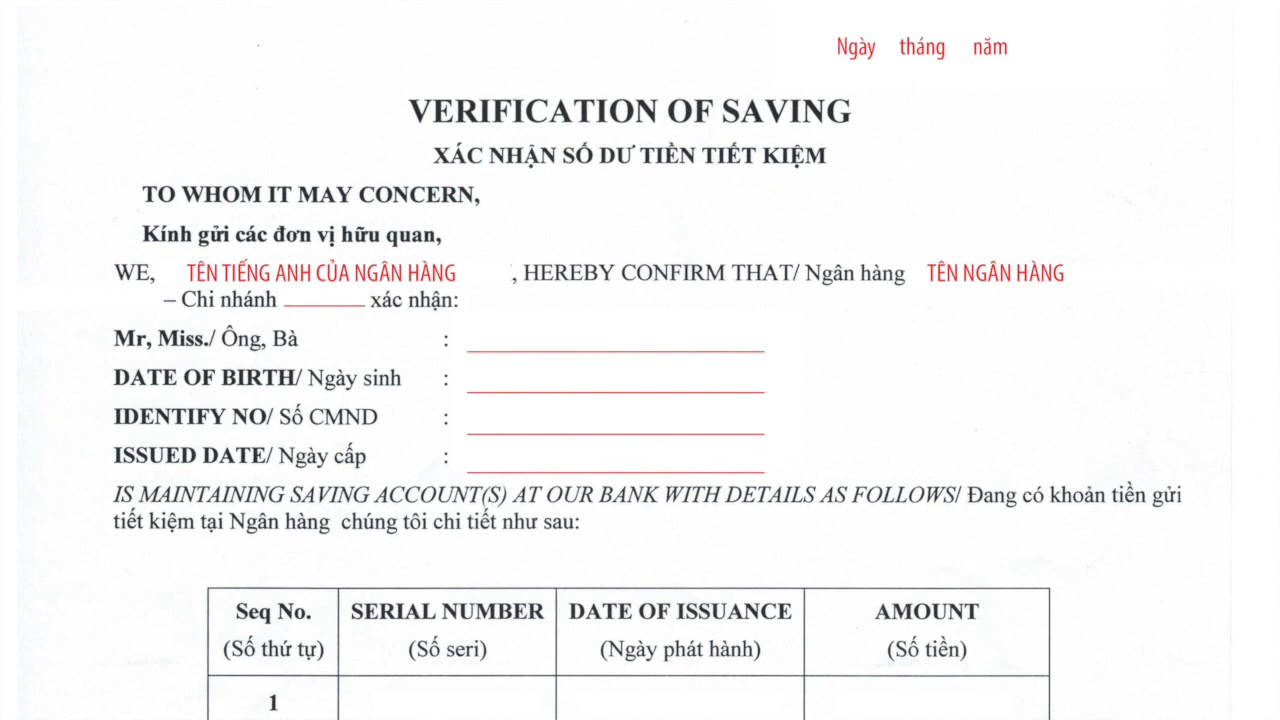 Ngày tháng năm
VERIFICATION OF SAVING
XÁC NHẬN SỐ DƯ TIỀN TIẾT KIỆM
TO WHOM IT MAY CONCERN,
Kính gửi các đơn vị hữu quan,
WE, TÊN TIẾNG ANH CỦA NGÂN HÀNG , HEREBY CONFIRM THAT/ Ngân hàng TÊN NGÂN HÀNG
– Chi nhánh ________ xác nhận:
Mr, Miss./ Ông, Bà :
DATE OF BIRTH/ Ngày sinh :
IDENTIFY NO/ Số CMND :
ISSUED DATE/ Ngày cấp :
IS MAINTAINING SAVING ACCOUNT(S) AT OUR BANK WITH DETAILS AS FOLLOWS/ Đang có khoản tiền gửi
tiết kiệm tại Ngân hàng chúng tôi chi tiết như sau:
Seq No. SERIAL NUMBER DATE OF ISSUANCE AMOUNT
(Số thứ tự) (Số seri) (Ngày phát hành) (Số tiền)
1